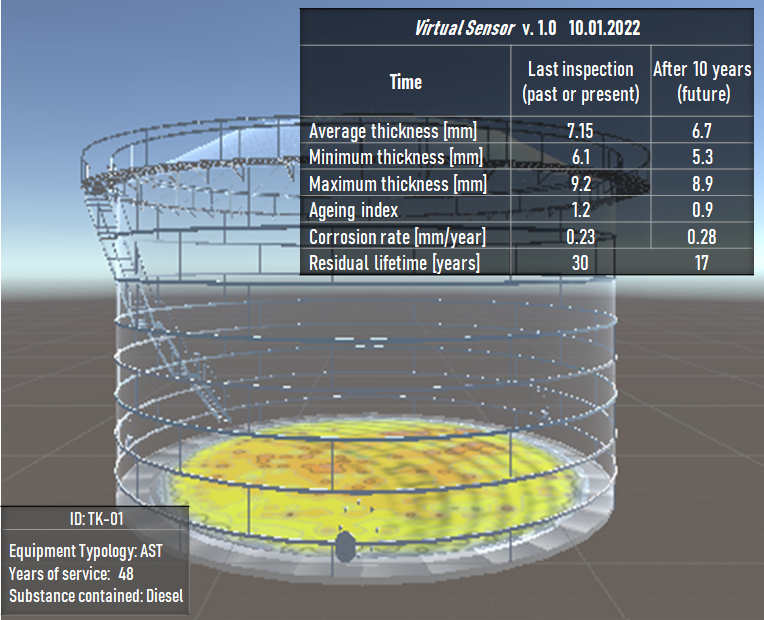 Virtual Sensor v. 1.0 10.01.2022
Time Last inspection (past or present) After 10 years (future)
Average thickness [mm] 7.15 6.7
Minimum thickness [mm] 6.1 5.3
Maximum thickness [mm] 9.2 8.9
Ageing index 1.2 0.9
Corrosion rate [mm/year] 0.23 0.28
Residual lifetime [years] 30 17
ID: TK-01
Equipment Typology: AST
Years of service: 48
Substance contained: Diesel